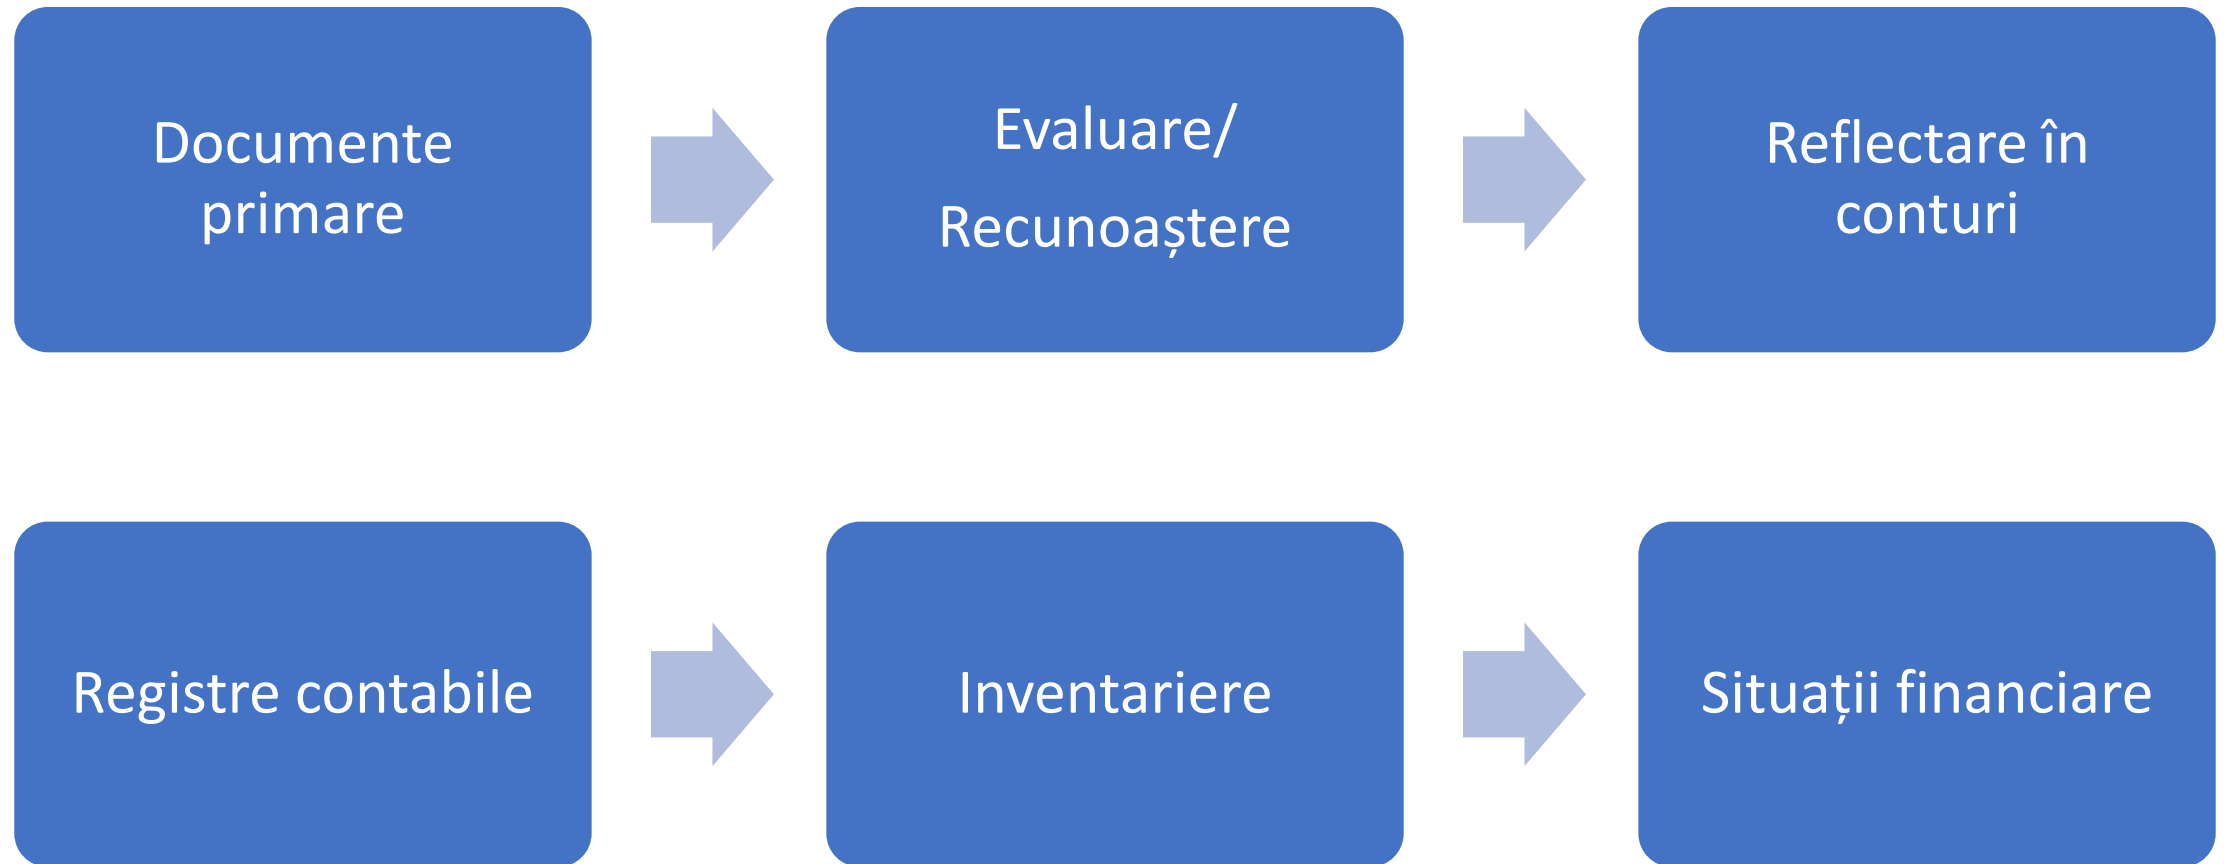 Documente
primare
Evaluare/
Recunoaștere
Reflectare în
conturi
Registre contabile
Inventariere
Situații financiare